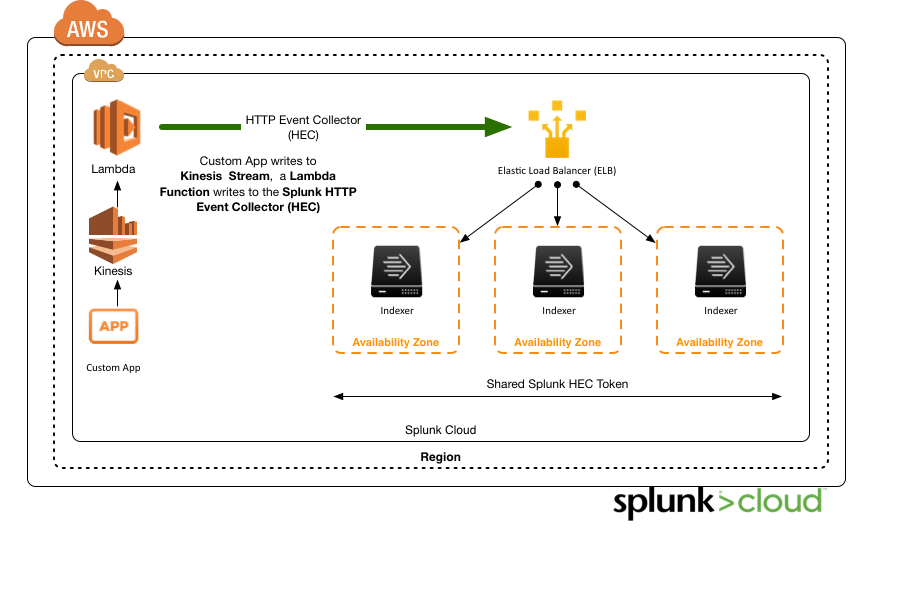 AWS
VPC
Lambda
HTTP Event Collector
(HEC)
Elastic Load Balancer (ELB)
Custom App writes to
Kinesis Stream, a Lambda
Function writes to the Splunk HTTP
Event Collector (HEC)
Kinesis
APP
Custom App
Indexer
Indexer
Indexer
Availability Zone
Availability Zone
Availability Zone
Shared Splunk HEC Token
Splunk Cloud
Region
splunk>cloud